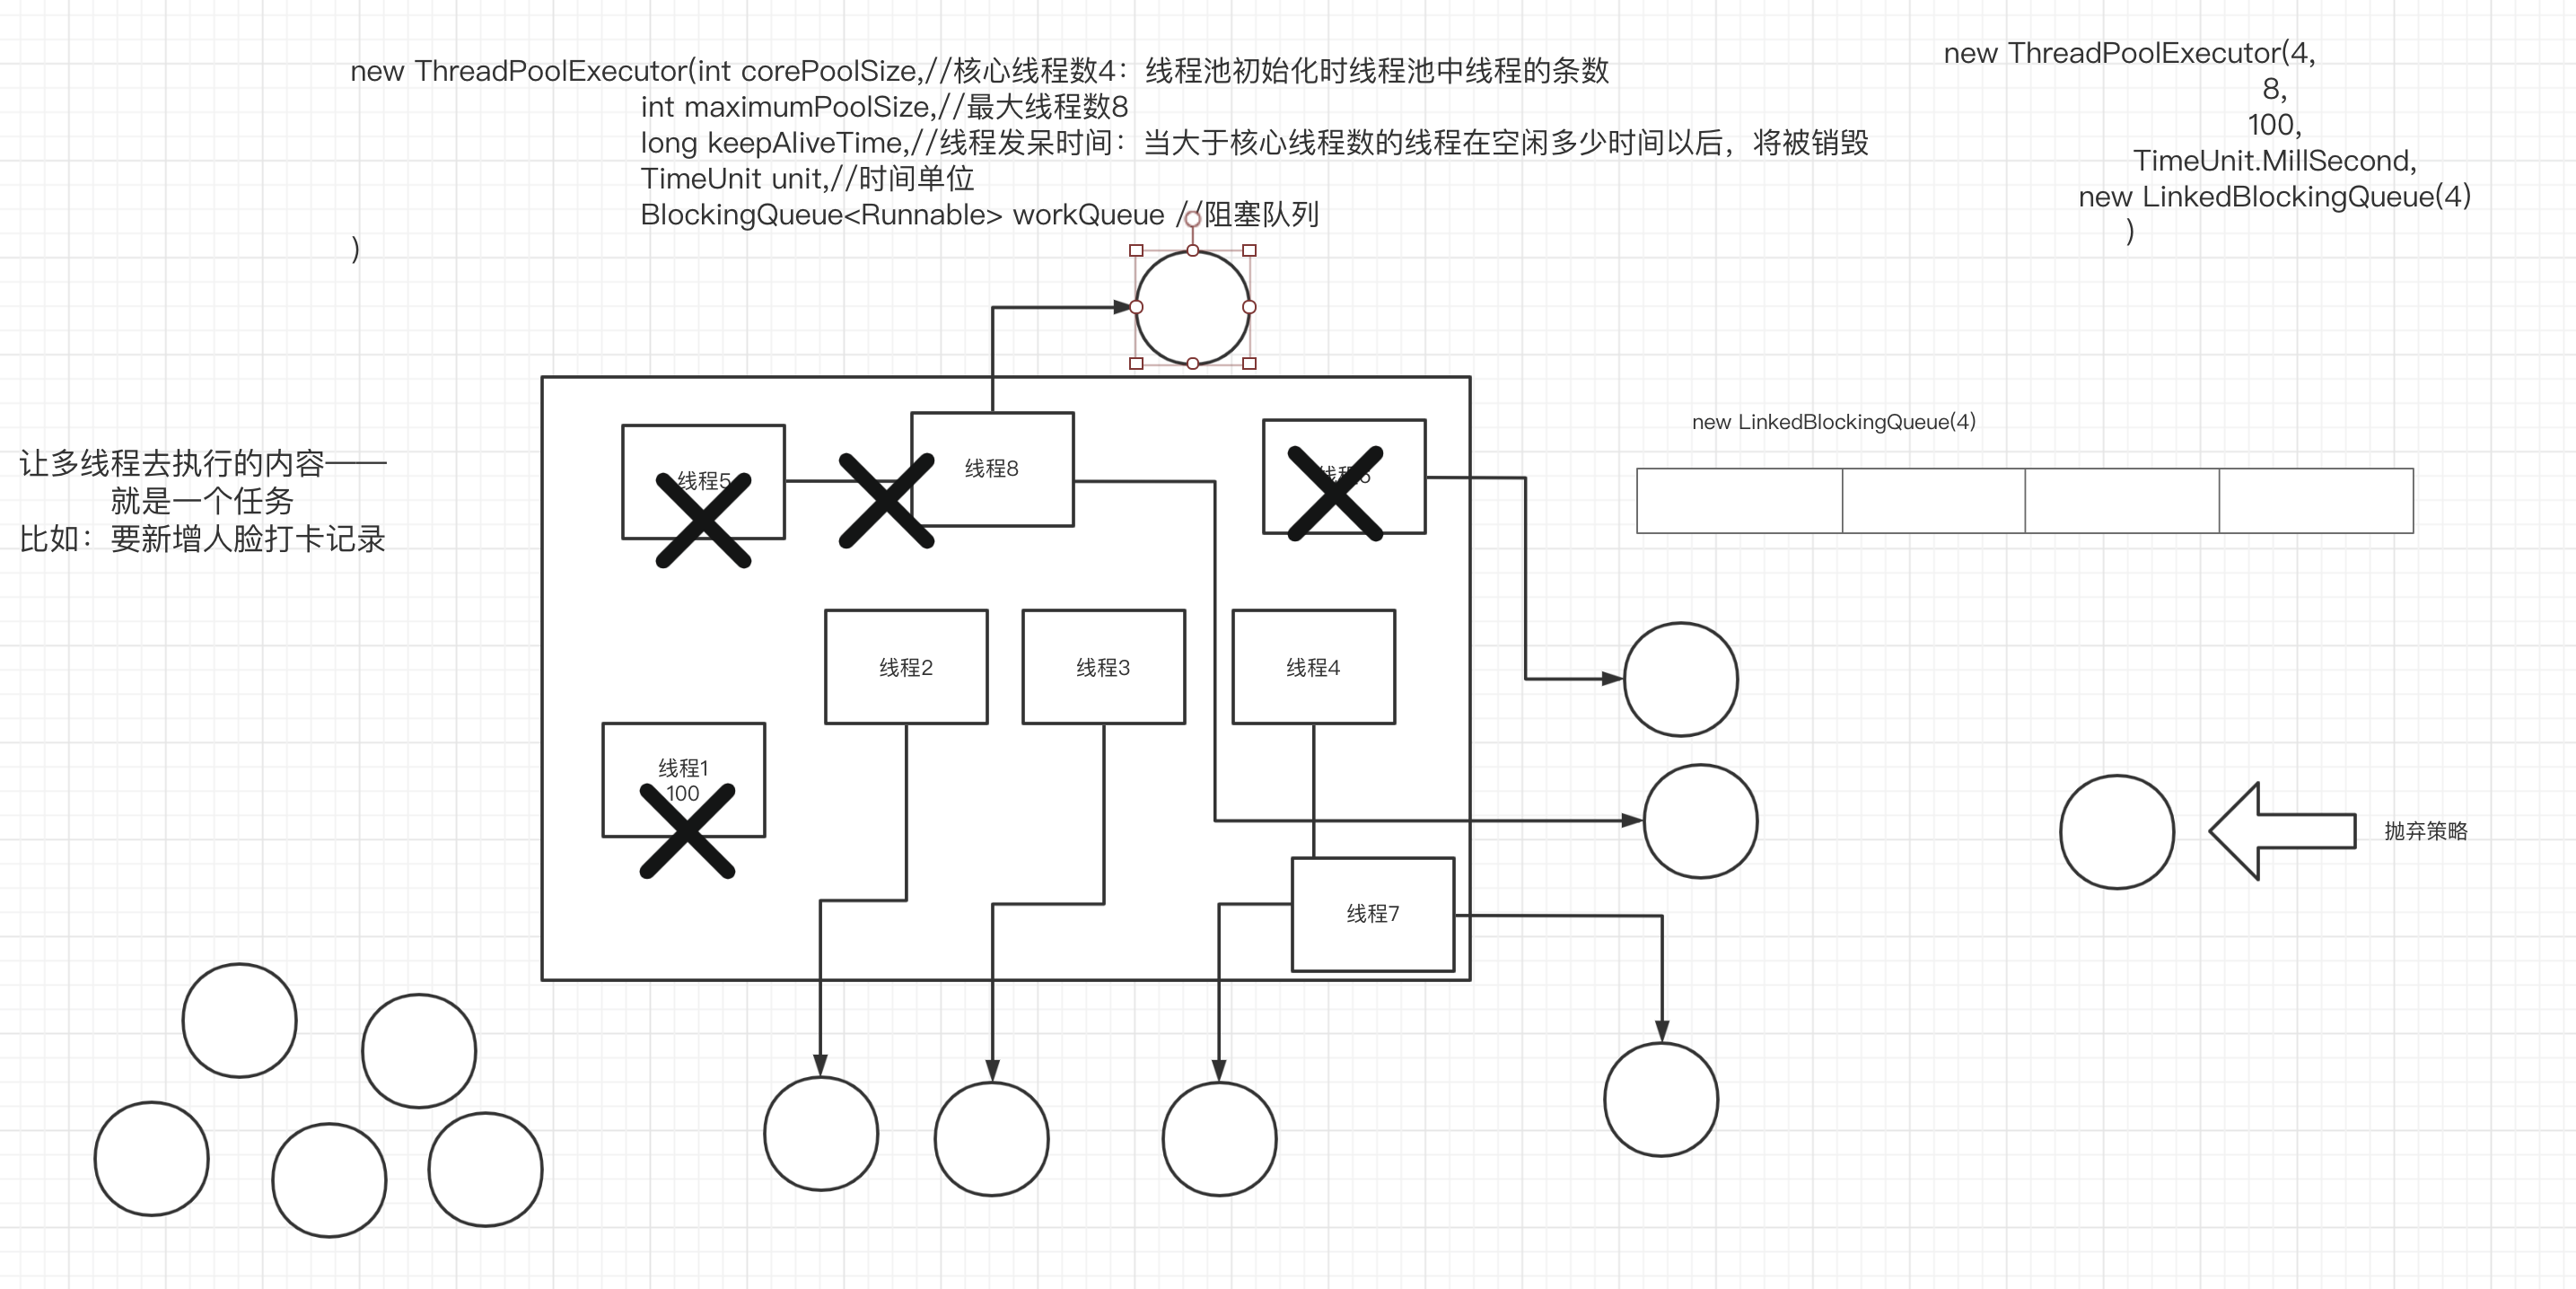 new ThreadPoolExecutor(int corePoolSize,//核心线程数4：线程池初始化时线程池中线程的条数
int maximumPoolSize,//最大线程数8
long keepAliveTime,//线程发呆时间：当大于核心线程数的线程在空闲多少时间以后，将被销毁
TimeUnit unit,//时间单位
BlockingQueue<Runnable> workQueue //阻塞队列
)
new ThreadPoolExecutor(4,
8,
100,
TimeUnit.MillSecond,
new LinkedBlockingQueue(4)
)
让多线程去执行的内容——
就是一个任务
比如：要新增人脸打卡记录
线程5
线程8
new LinkedBlockingQueue(4)
线程2
线程3
线程4
线程1
100
线程7
抛弃策略